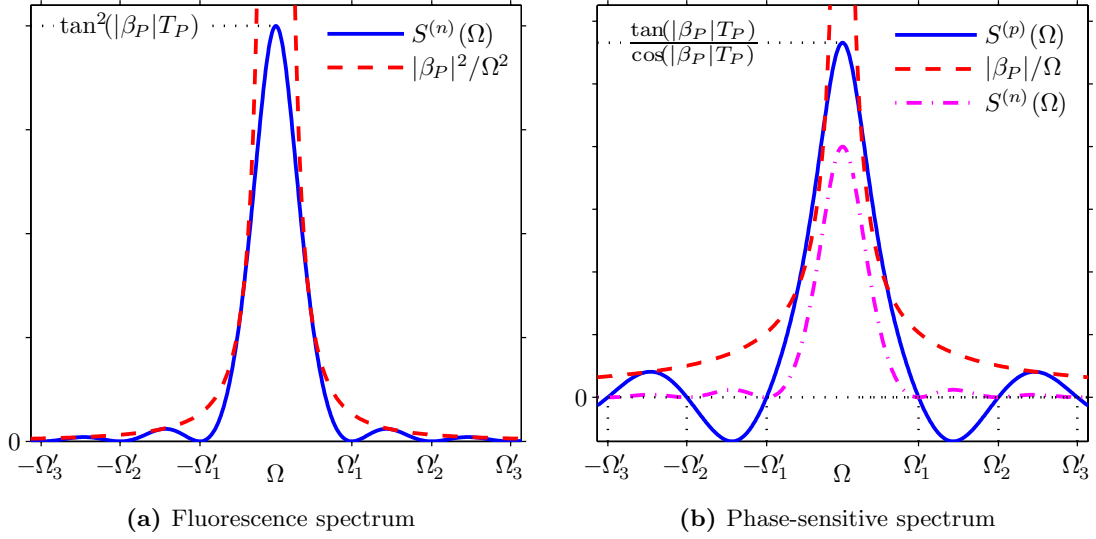 tan²(|β_P|T_P)
S⁽ⁿ⁾(Ω)
|β_P|²/Ω²
0
−Ω′₃ −Ω′₂ −Ω′₁ Ω Ω′₁ Ω′₂ Ω′₃
(a) Fluorescence spectrum
tan(|β_P|T_P)
cos(|β_P|T_P)
S⁽ᵖ⁾(Ω)
|β_P|/Ω
S⁽ⁿ⁾(Ω)
0
−Ω′₃ −Ω′₂ −Ω′₁ Ω Ω′₁ Ω′₂ Ω′₃
(b) Phase-sensitive spectrum